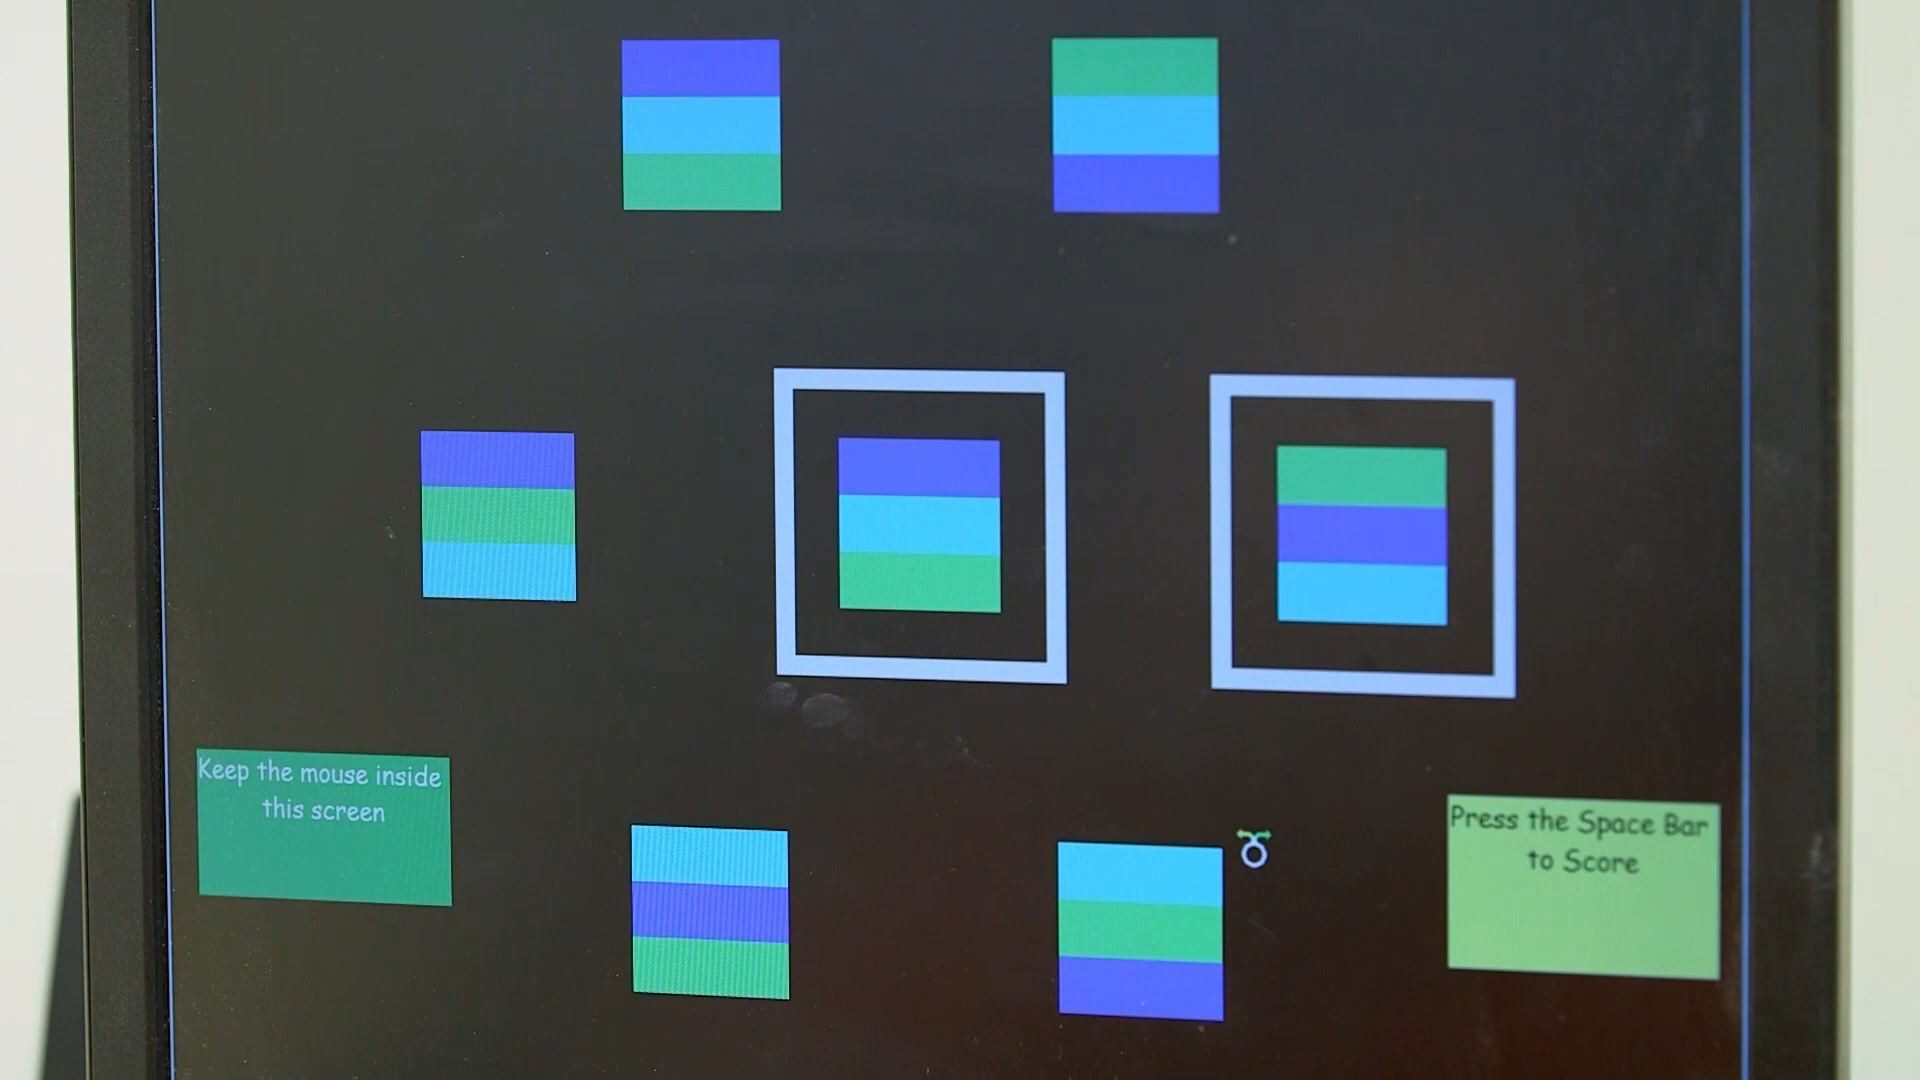 Keep the mouse inside
this screen
Press the Space Bar
to Score